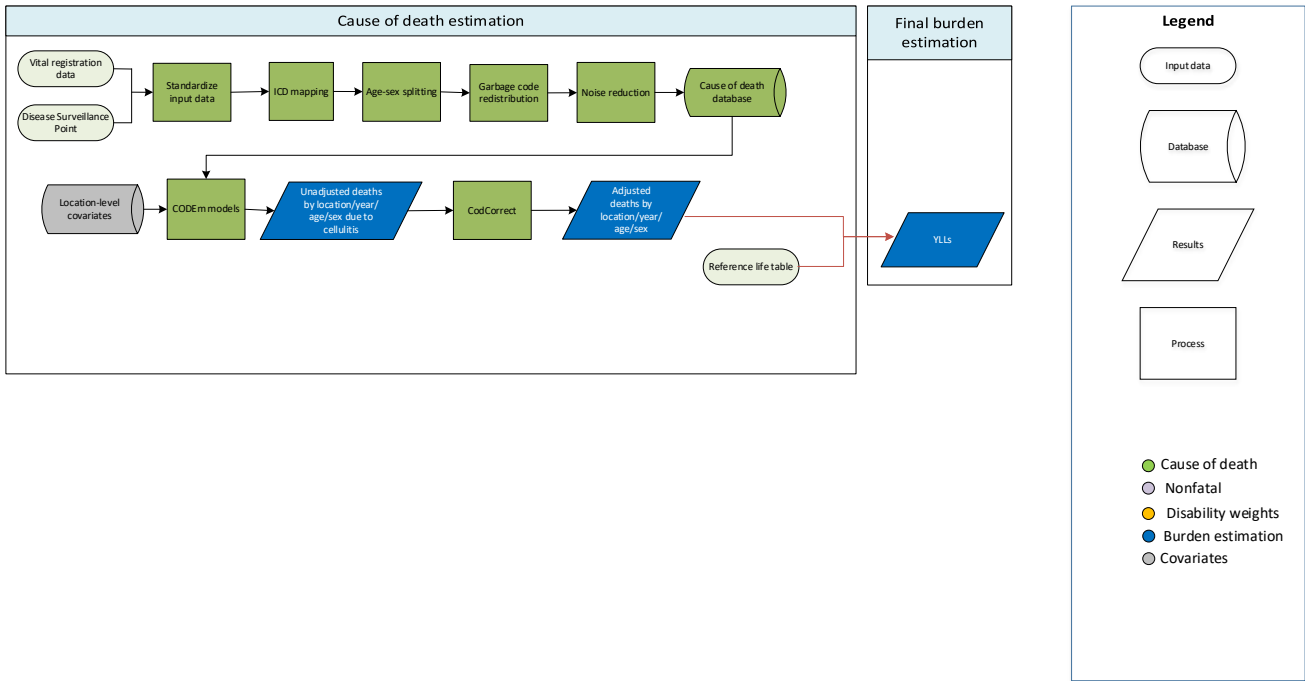 Cause of death estimation
Final burden
estimation
Legend
Vital registration
data
Disease Surveillance
Point
Standardize
input data
ICD mapping
Age-sex splitting
Garbage code
redistribution
Noise reduction
Cause of death
database
Location-level
covariates
CODEm models
Unadjusted deaths
by location/year/
age/sex due to
cellulitis
CodCorrect
Adjusted
deaths by
location/year/
age/sex
Reference life table
YLLs
Input data
Database
Results
Process
Cause of death
Nonfatal
Disability weights
Burden estimation
Covariates